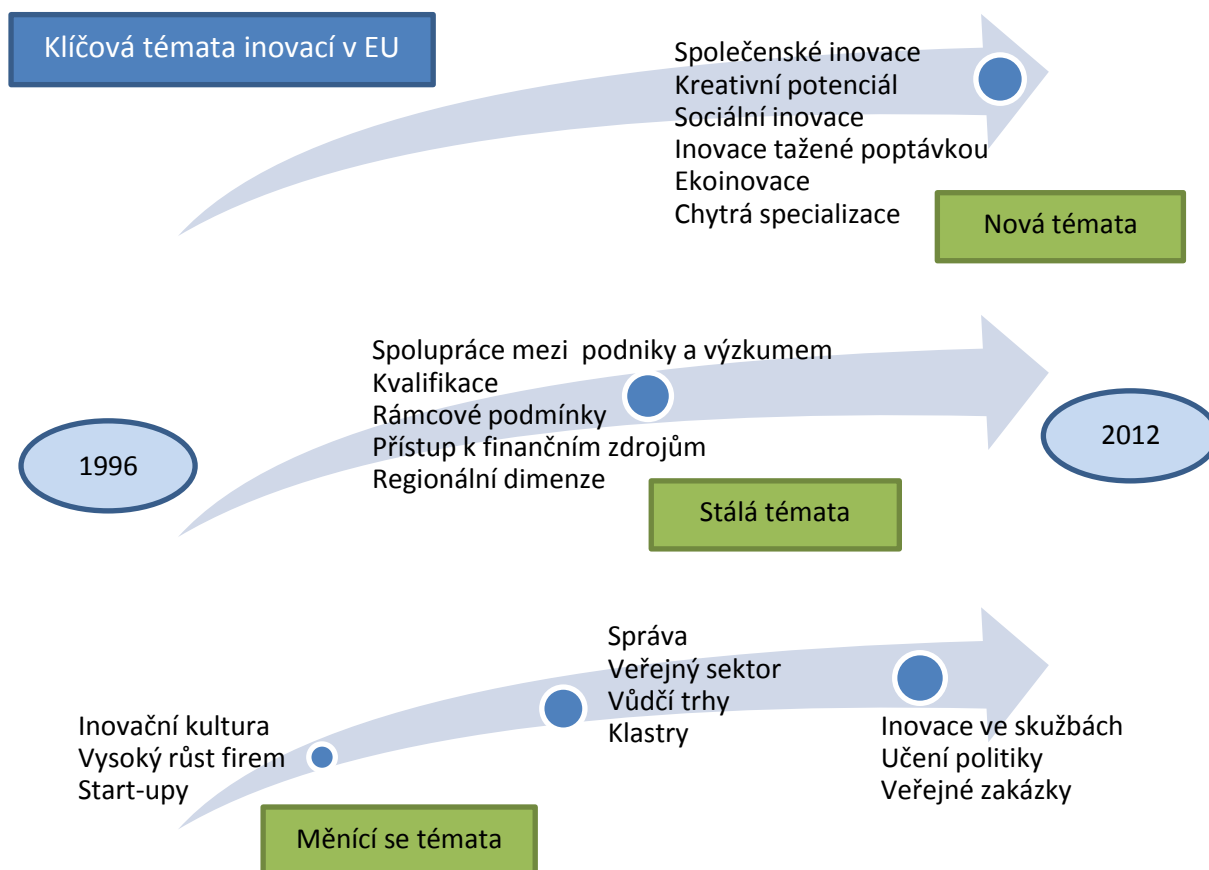 Klíčová témata inovací v EU
Společenské inovace
Kreativní potenciál
Sociální inovace
Inovace tažené poptávkou
Ekoinovace
Chytrá specializace
Nová témata
Spolupráce mezi  podniky a výzkumem
Kvalifikace
Rámcové podmínky
Přístup k finančním zdrojům
Regionální dimenze
1996
2012
Stálá témata
Správa
Veřejný sektor
Vůdčí trhy
Klastry
Inovační kultura
Vysoký růst firem
Start-upy
Inovace ve skužbách
Učení politiky
Veřejné zakázky
Měnící se témata